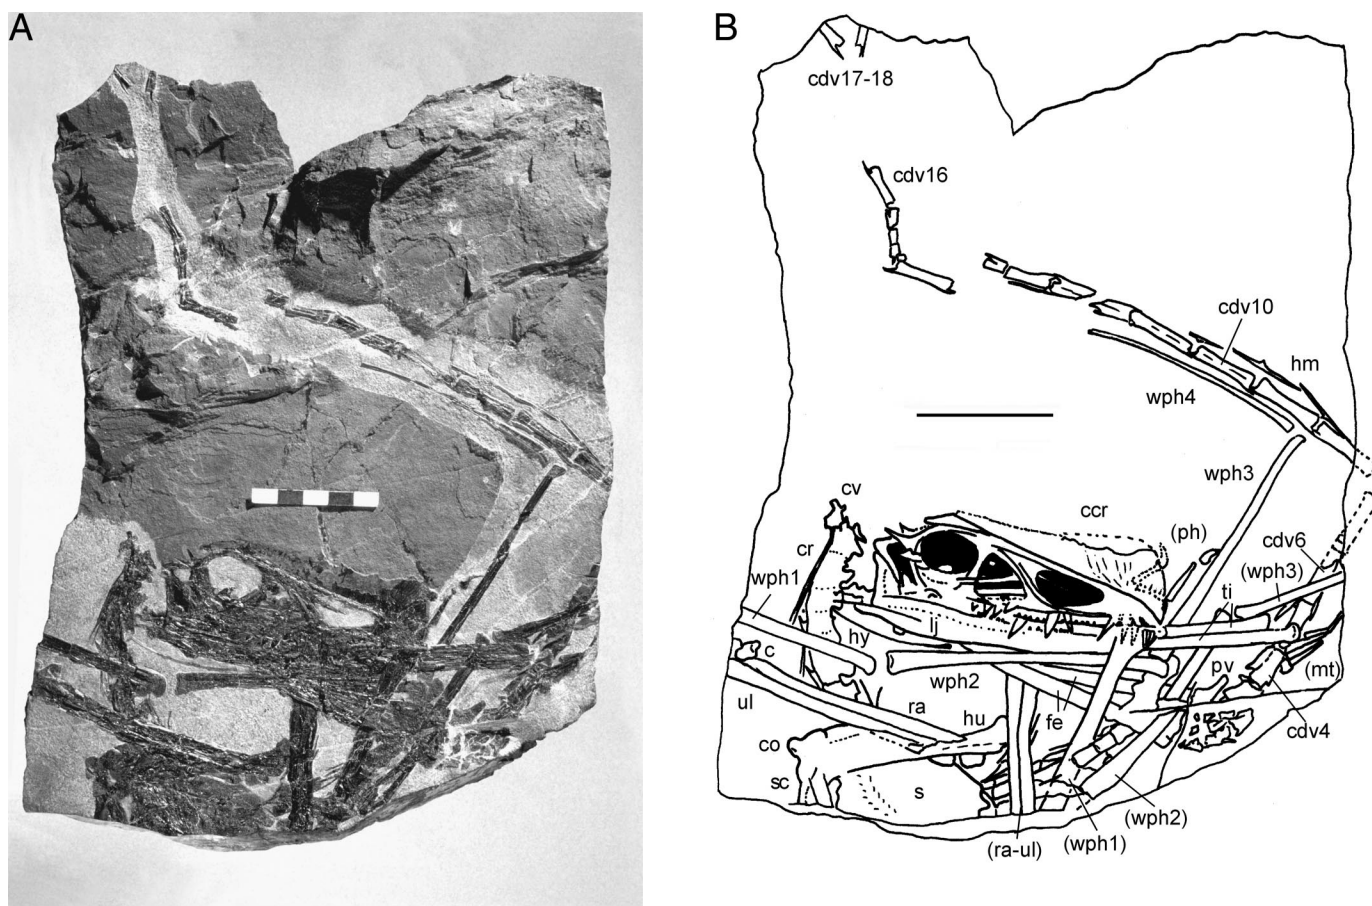 A
B
cdv17-18
cdv16
cdv10
hm
wph4
wph3
cv
ccr
cr
(ph)
cdv6
wph1
(wph3)
ti
lj
hy
c
wph2
pv
(mt)
ul
ra
fe
hu
cdv4
co
sc
s
(wph2)
(ra-ul)
(wph1)